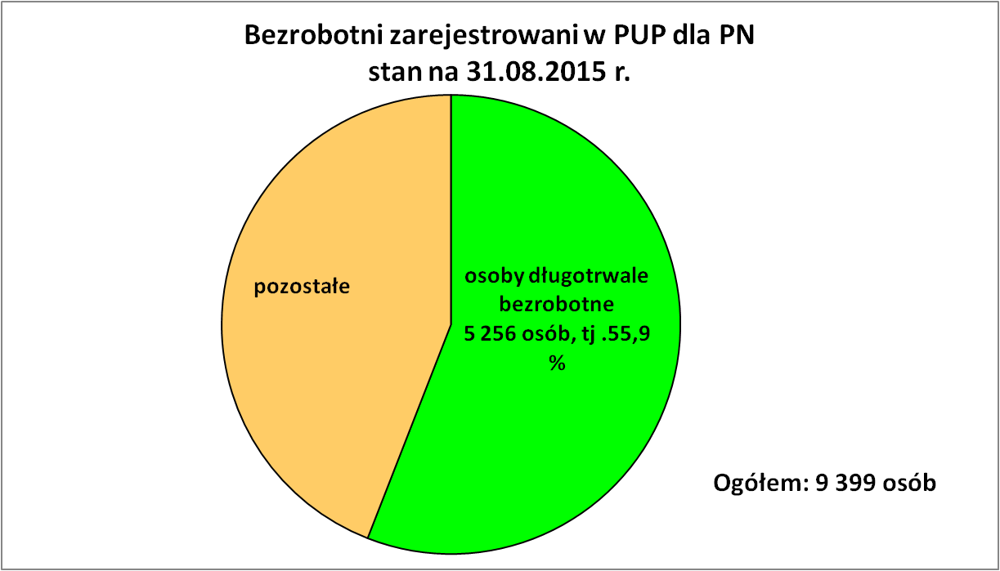 Bezrobotni zarejestrowani w PUP dla PN
stan na 31.08.2015 r.
pozostałe
osoby długotrwale
bezrobotne
5 256 osób, tj .55,9
%
Ogółem: 9 399 osób